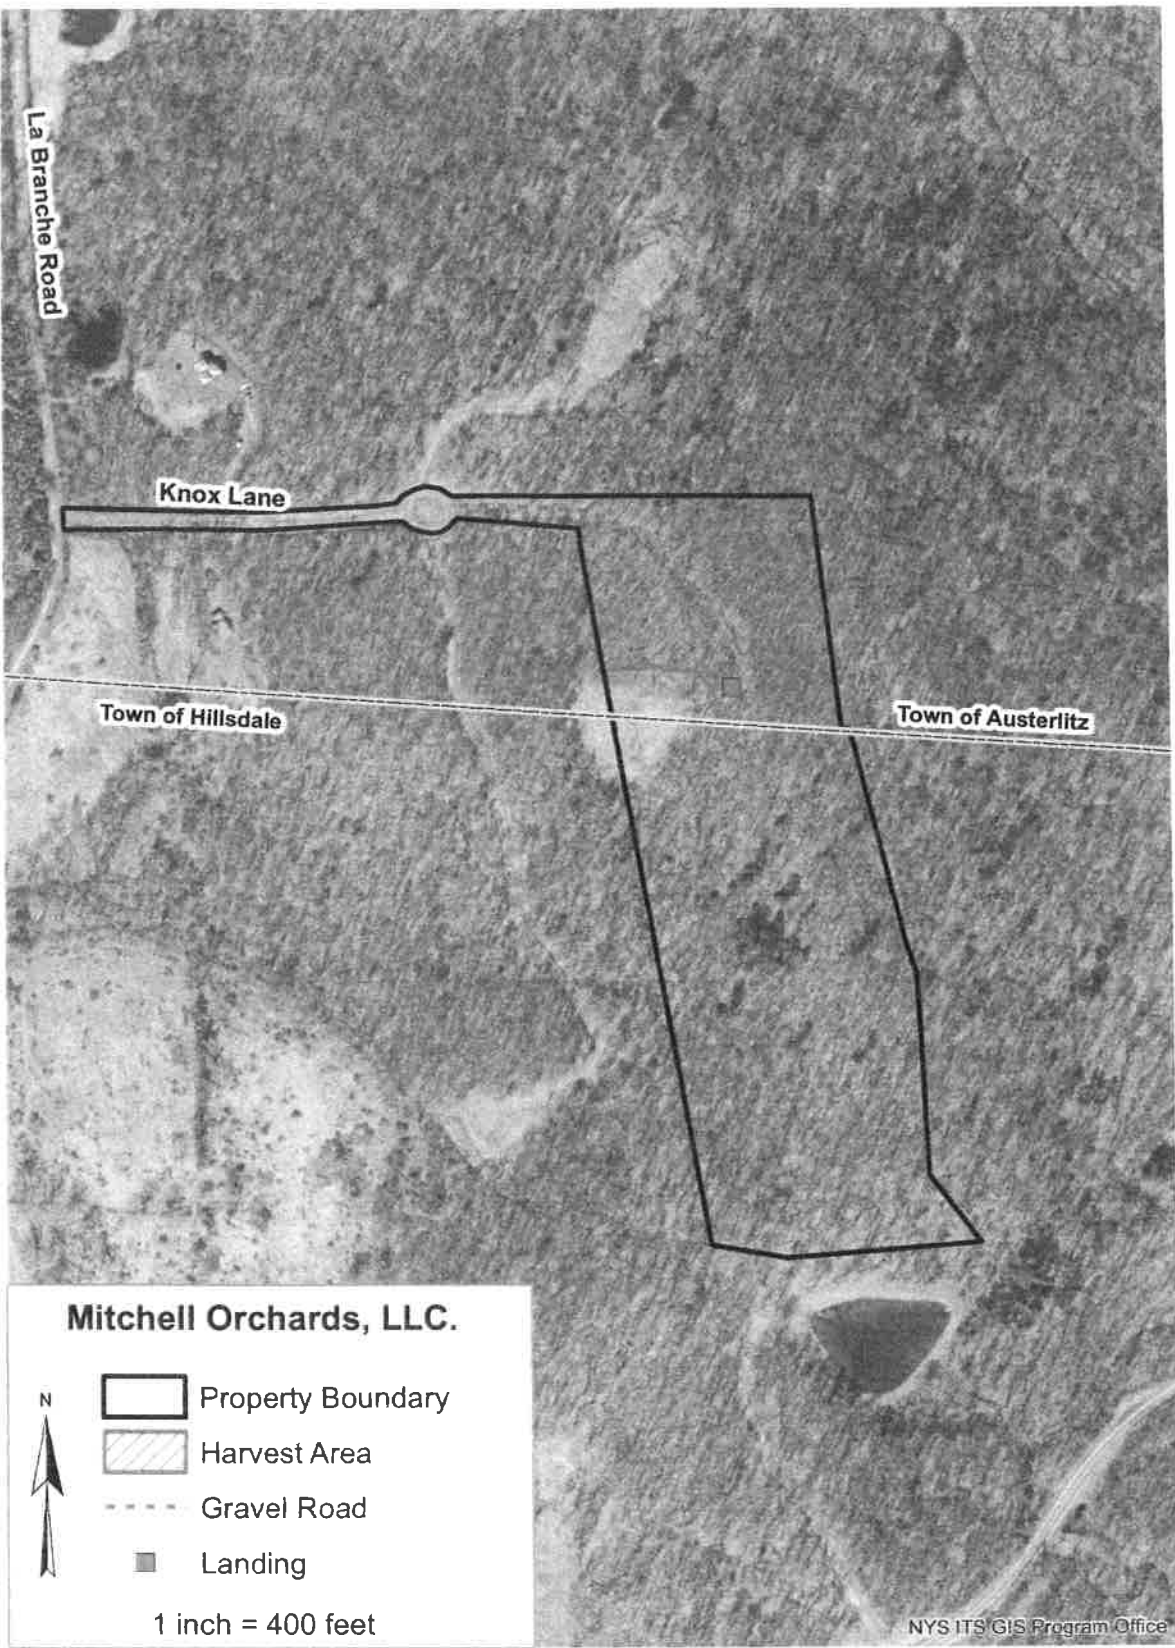 La Branche Road
Knox Lane
Town of Hillsdale
Town of Austerlitz
Mitchell Orchards, LLC.
N
Property Boundary
Harvest Area
Gravel Road
Landing
1 inch = 400 feet
NYS ITS GIS Program Office